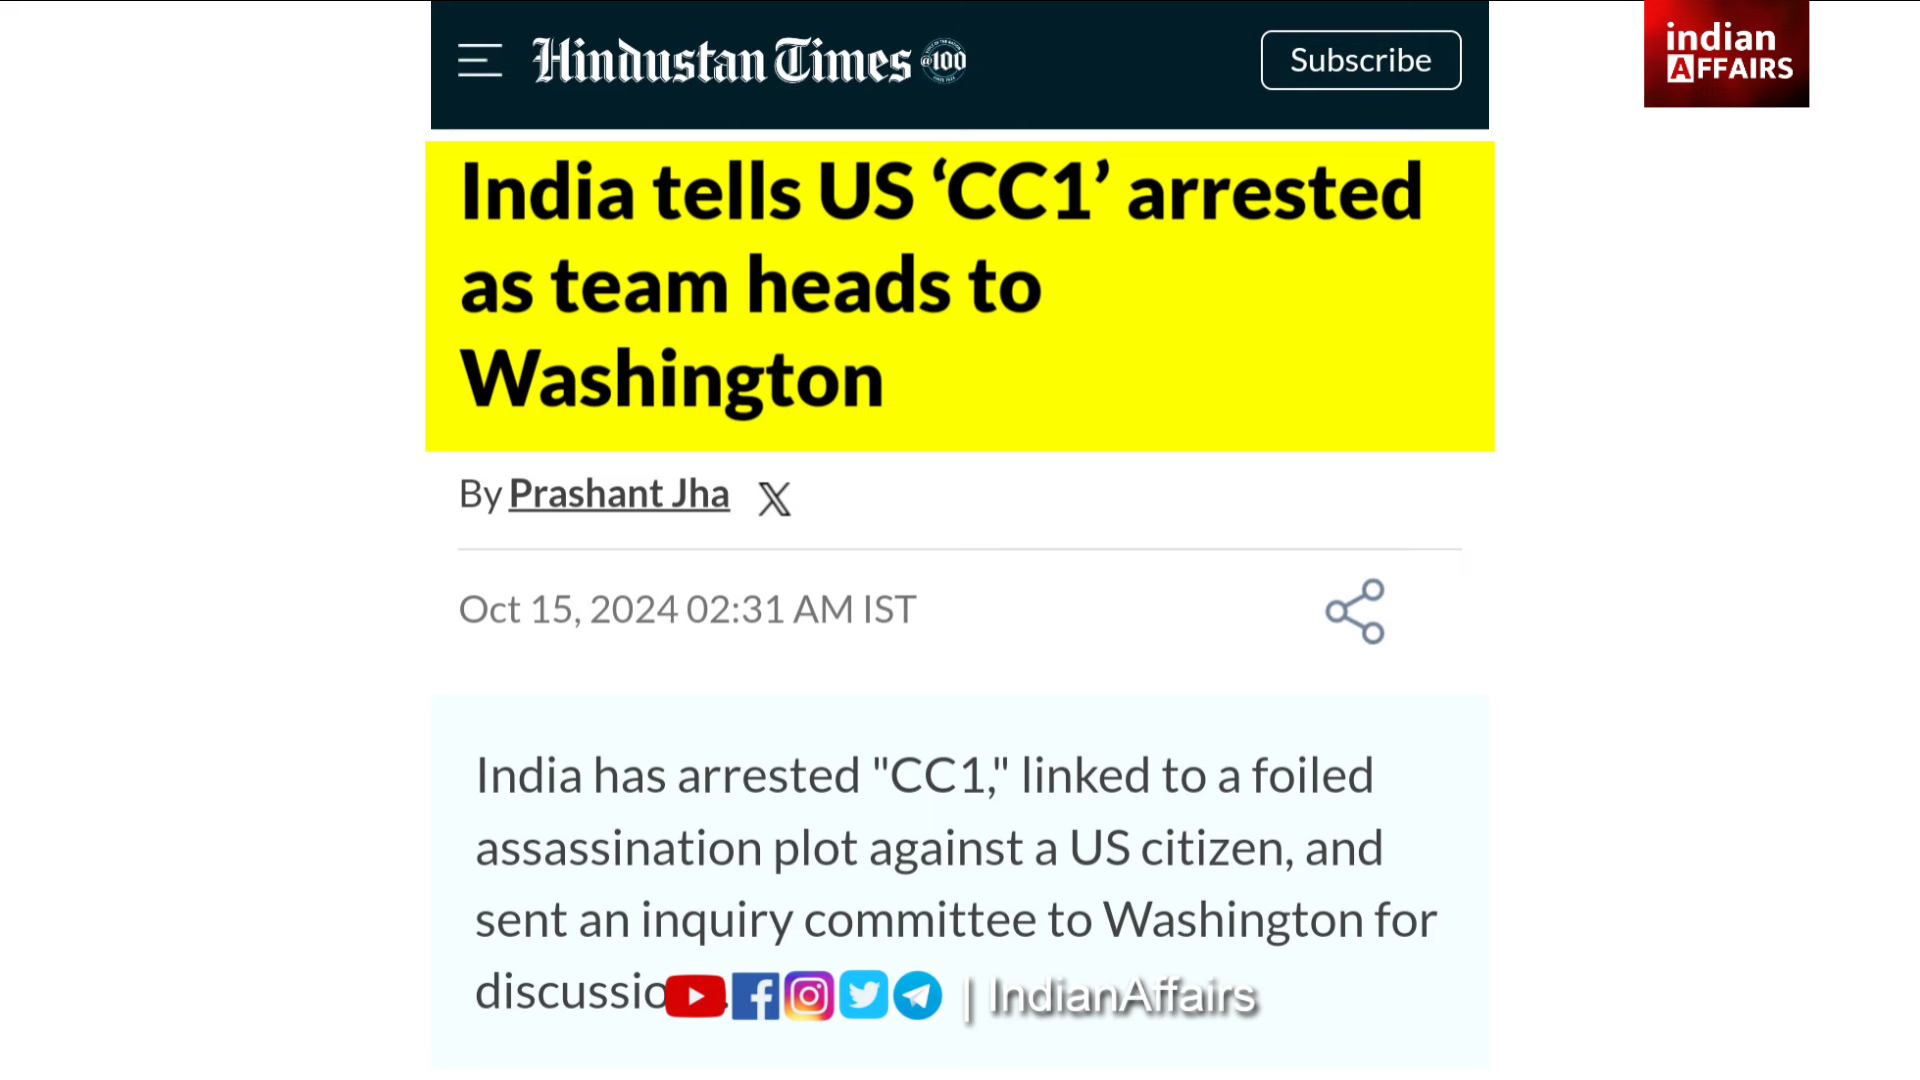 Hindustan Times @100
Subscribe
indian
AFFAIRS
India tells US ‘CC1’ arrested
as team heads to
Washington
By Prashant Jha
Oct 15, 2024 02:31 AM IST
India has arrested "CC1," linked to a foiled
assassination plot against a US citizen, and
sent an inquiry committee to Washington for
discussio
| IndianAffairs